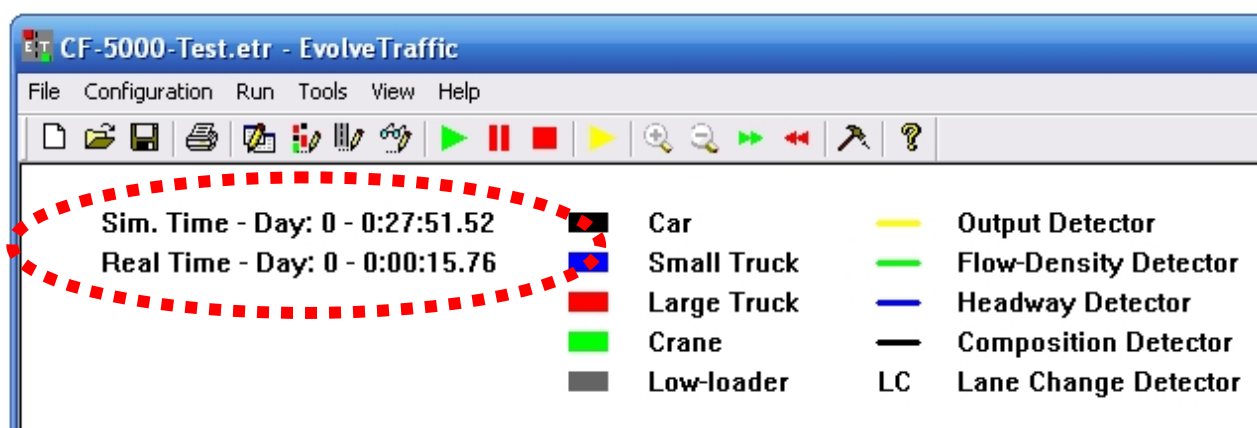 ET CF-5000-Test.etr - EvolveTraffic
File Configuration Run Tools View Help
Sim. Time - Day: 0 - 0:27:51.52
Real Time - Day: 0 - 0:00:15.76
Car
Small Truck
Large Truck
Crane
Low-loader
Output Detector
Flow-Density Detector
Headway Detector
Composition Detector
LC Lane Change Detector